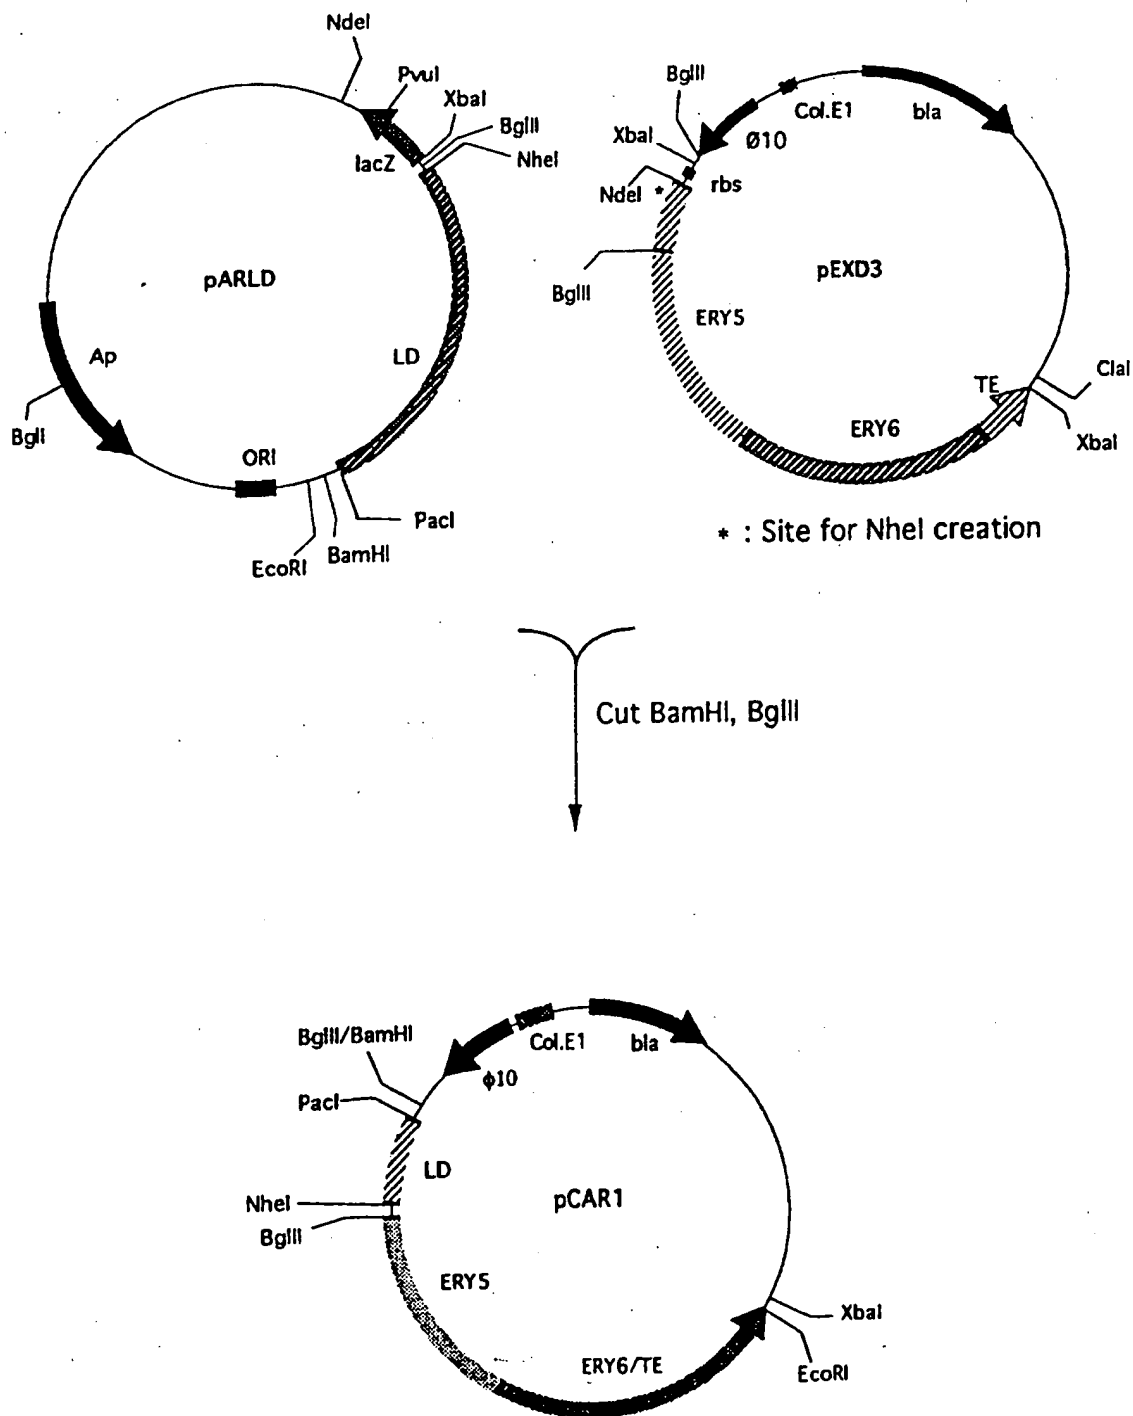 NdeI
PvuI
XbaI
BglII
NheI
lacZ
pARLD
LD
Ap
BglI
ORI
PacI
BamHI
EcoRI
BglII
Col.E1
bla
Ø10
XbaI
rbs
NdeI
*
pEXD3
BglII
ERY5
ClaI
TE
ERY6
XbaI
* : Site for NheI creation
Cut BamHI, BglII
BglII/BamHI
Col.E1
bla
ϕ10
PacI
LD
pCAR1
NheI
BglII
ERY5
XbaI
ERY6/TE
EcoRI